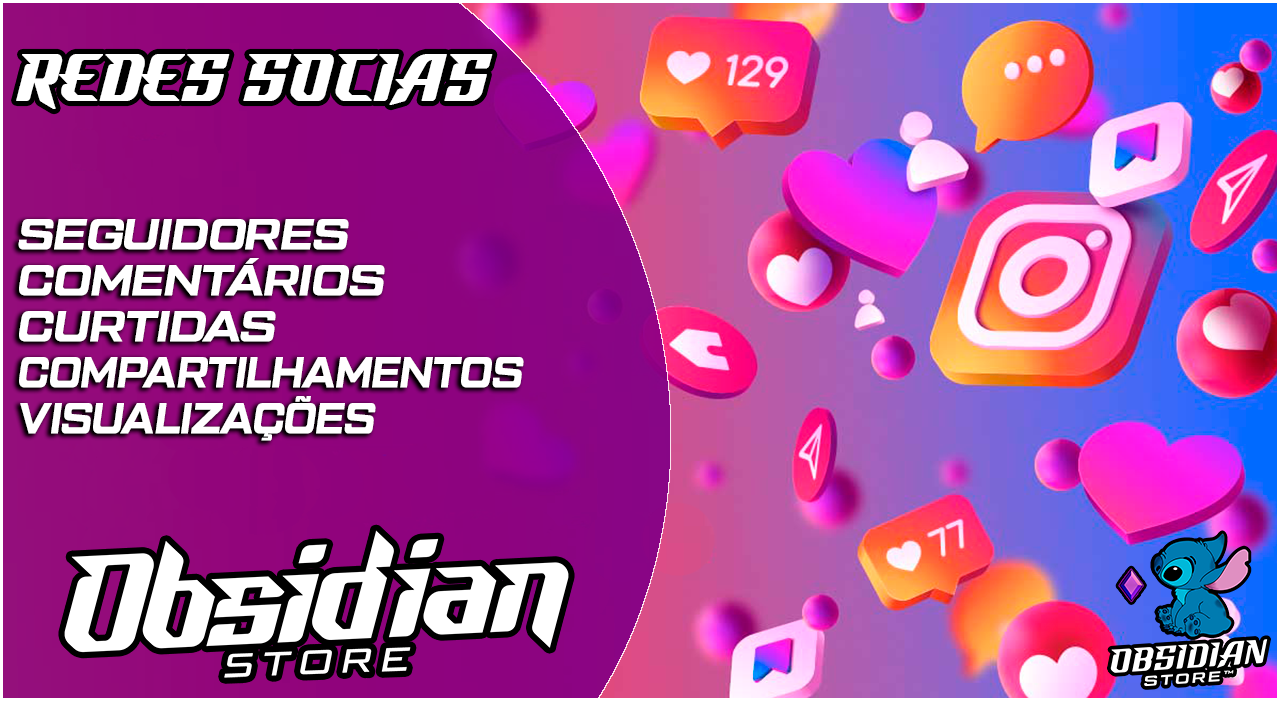 REDES SOCIAS
SEGUIDORES
COMENTÁRIOS
CURTIDAS
COMPARTILHAMENTOS
VISUALIZAÇÕES
Obsidian
STORE
129
77
OBSIDIAN
STORE™